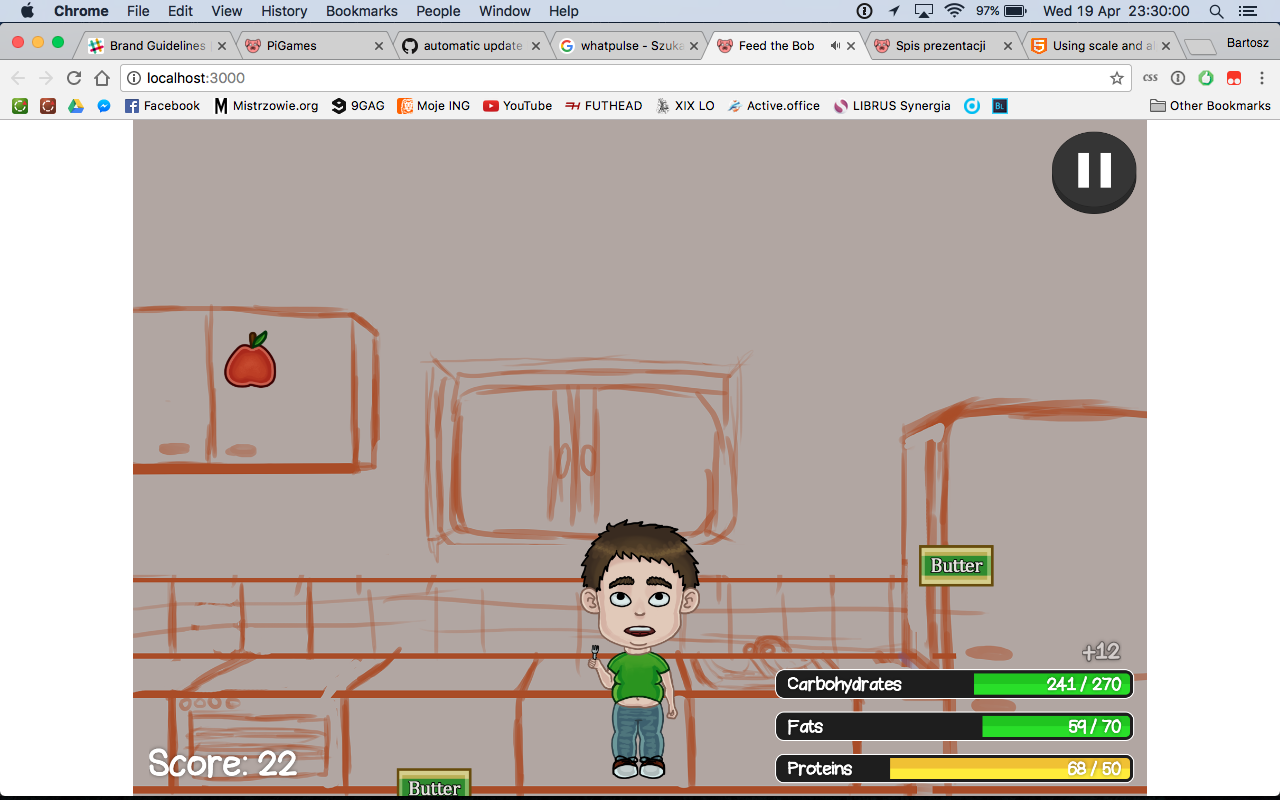 Chrome File Edit View History Bookmarks People Window Help 97% Wed 19 Apr 23:30:00
Brand Guidelines PiGames automatic update whatpulse - Szuka Feed the Bob Spis prezentacji Using scale and al Bartosz
localhost:3000 css
Facebook Mistrzowie.org 9GAG Moje ING YouTube FUTHEAD XIX LO Active.office LIBRUS Synergia BL Other Bookmarks
Butter
+12
Carbohydrates 241 / 270
Fats 59 / 70
Score: 22
Proteins 68 / 50
Butter